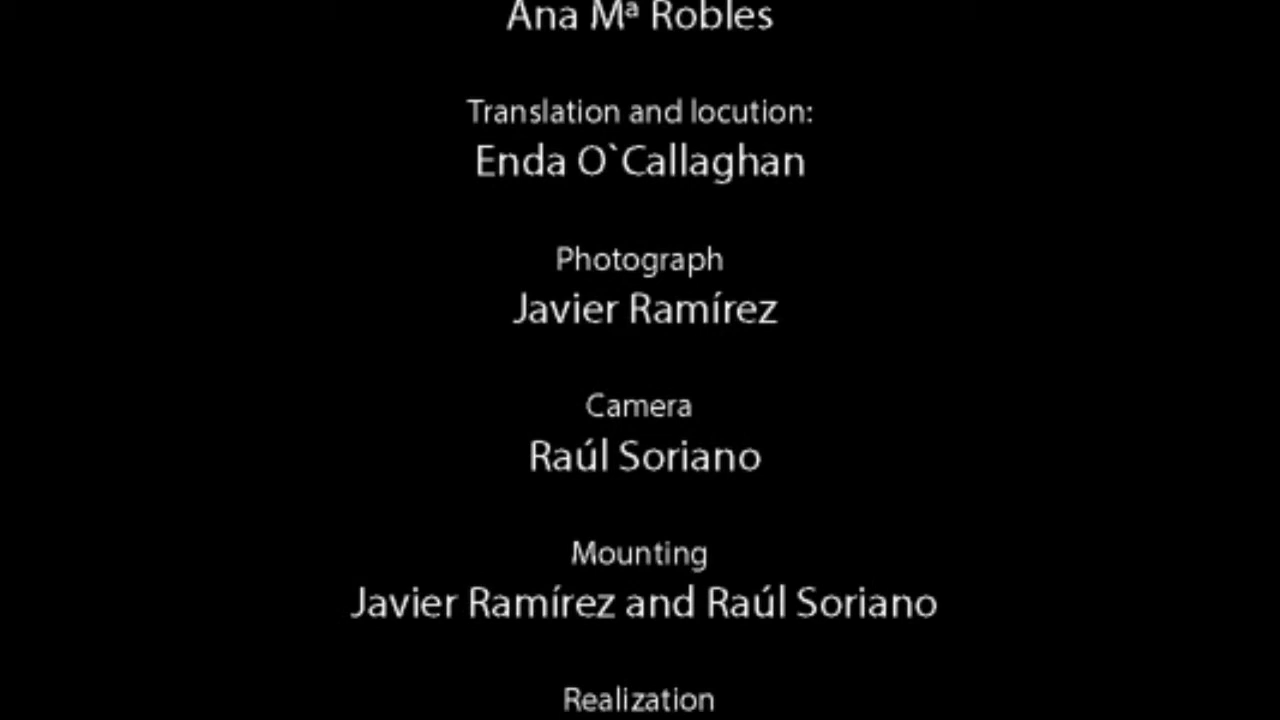 Ana Mª Robles
Translation and locution:
Enda O`Callaghan
Photograph
Javier Ramírez
Camera
Raúl Soriano
Mounting
Javier Ramírez and Raúl Soriano
Realization